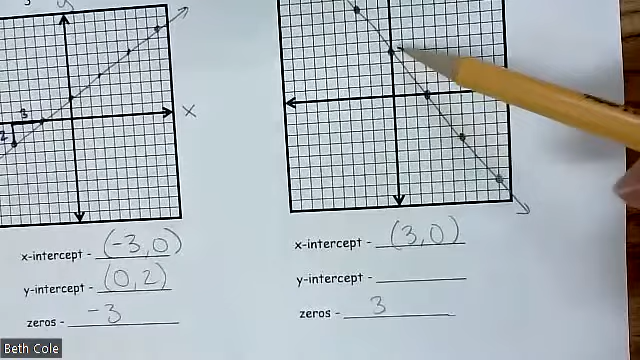 y
3
2
x
x-intercept - (-3,0)
y-intercept - (0,2)
zeros - -3
x-intercept - (3,0)
y-intercept -
zeros - 3
Beth Cole